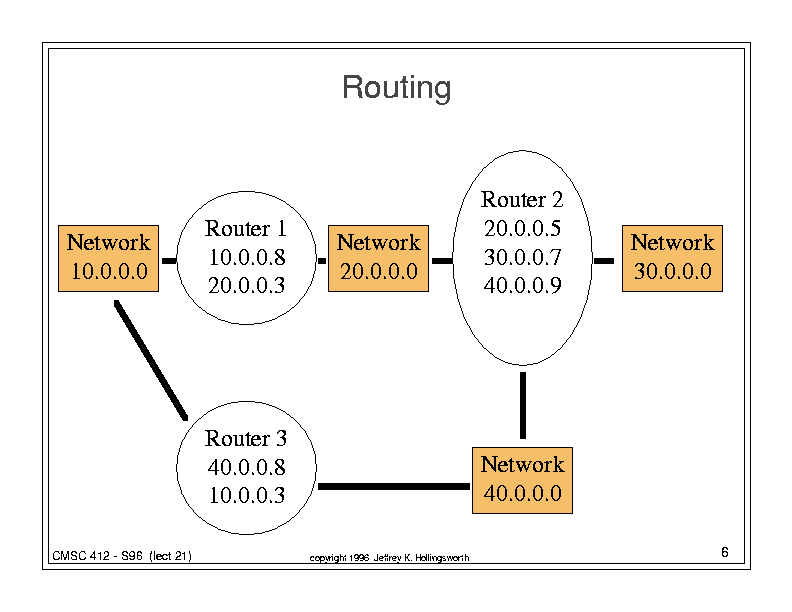 Routing
Network
10.0.0.0
Router 1
10.0.0.8
20.0.0.3
Network
20.0.0.0
Router 2
20.0.0.5
30.0.0.7
40.0.0.9
Network
30.0.0.0
Router 3
40.0.0.8
10.0.0.3
Network
40.0.0.0
CMSC 412 - S96 (lect 21)
copyright 1996 Jeffrey K. Hollingsworth
6